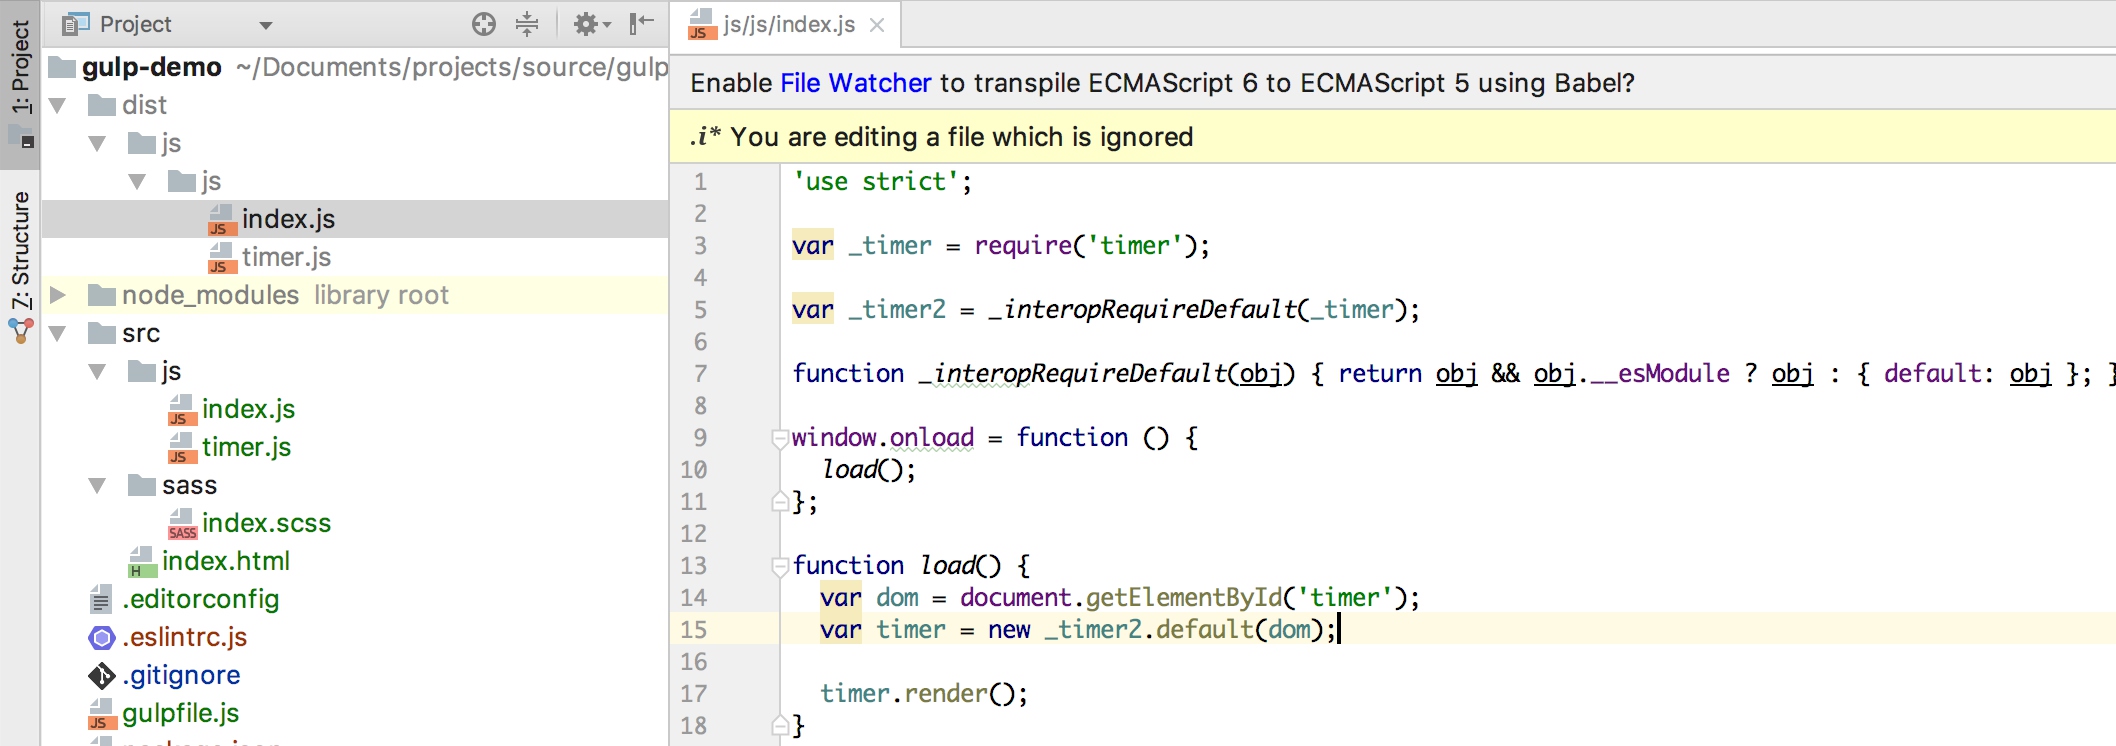 1: Project
7: Structure
Project
gulp-demo ~/Documents/projects/source/gulp
dist
js
js
index.js
timer.js
node_modules library root
src
js
index.js
timer.js
sass
index.scss
index.html
.editorconfig
.eslintrc.js
.gitignore
gulpfile.js
js/js/index.js
Enable File Watcher to transpile ECMAScript 6 to ECMAScript 5 using Babel?
.i* You are editing a file which is ignored
1 'use strict';
2
3 var _timer = require('timer');
4
5 var _timer2 = _interopRequireDefault(_timer);
6
7 function _interopRequireDefault(obj) { return obj && obj.__esModule ? obj : { default: obj }; }
8
9 window.onload = function () {
10   load();
11 };
12
13 function load() {
14   var dom = document.getElementById('timer');
15   var timer = new _timer2.default(dom);
16
17   timer.render();
18 }